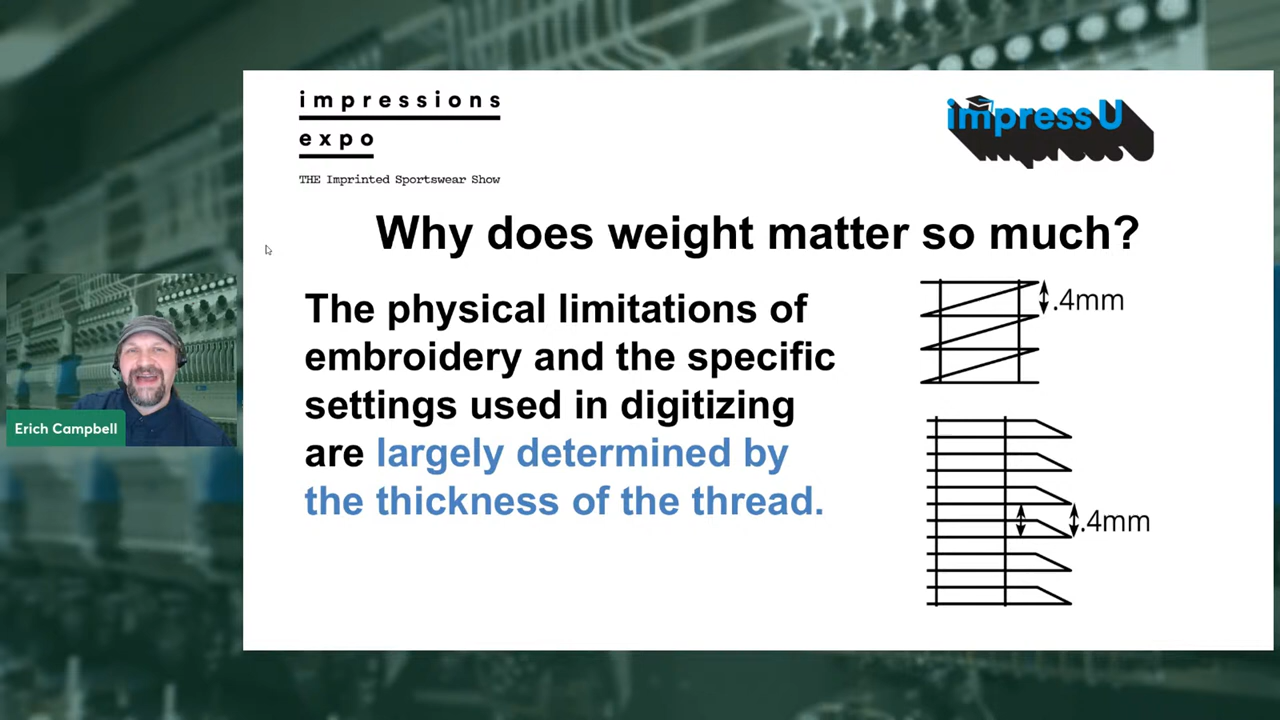 impressions
expo
THE Imprinted Sportswear Show
impress U
Why does weight matter so much?
The physical limitations of
embroidery and the specific
settings used in digitizing
are largely determined by
the thickness of the thread.
.4mm
.4mm
Erich Campbell